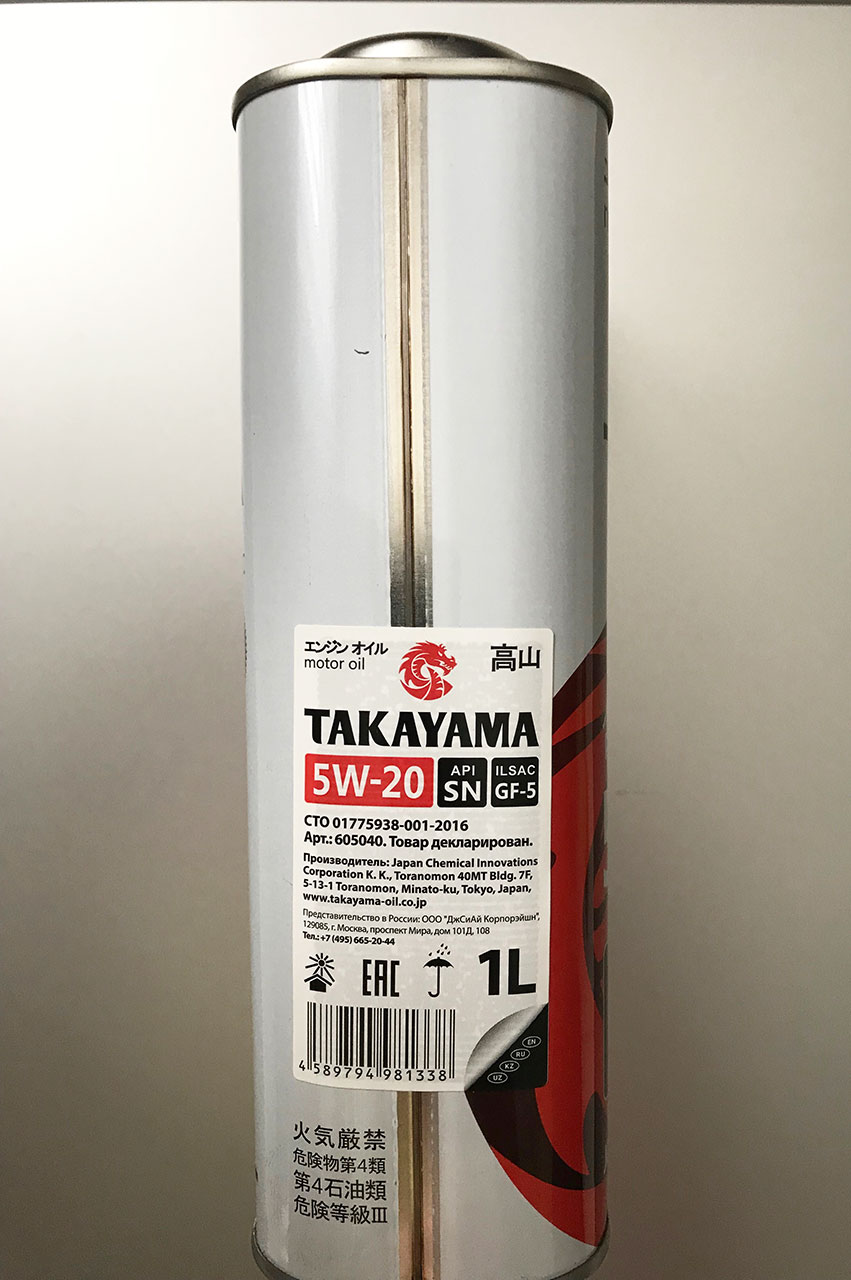 エンジン オイル
motor oil
高山
TAKAYAMA
5W-20
API
SN
ILSAC
GF-5
СТО 01775938-001-2016
Арт.: 605040. Товар декларирован.
Производитель: Japan Chemical Innovations
Corporation K. K., Toranomon 40MT Bldg. 7F,
5-13-1 Toranomon, Minato-ku, Tokyo, Japan,
www.takayama-oil.co.jp
Представительство в России: ООО "ДжСиАй Корпорэйшн",
129085, г. Москва, проспект Мира, дом 101Д, 108
Тел.: +7 (495) 665-20-44
EAC
1L
EN
RU
KZ
UZ
4 589794 981338
火気厳禁
危険物第4類
第4石油類
危険等級III